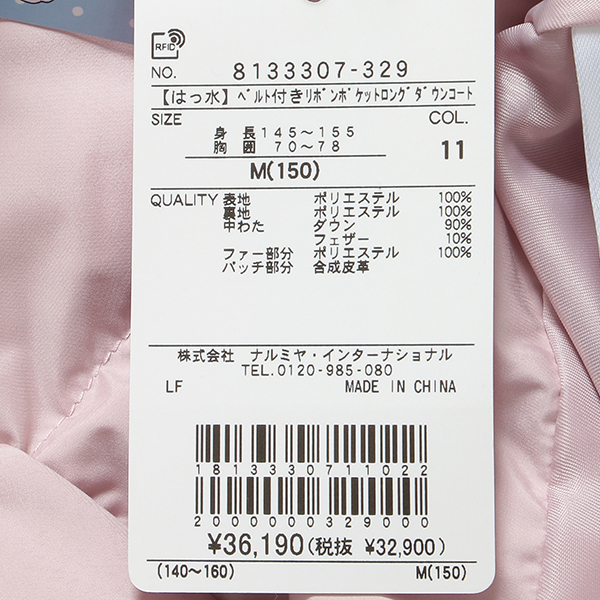 RFID
NO. 8133307-329
【はっ水】ベルト付きリボンポケットロングダウンコート
SIZE COL.
身長 145〜155
胸囲 70〜78 11
M(150)
QUALITY 表地 ポリエステル 100%
裏地 ポリエステル 100%
中わた ダウン 90%
フェザー 10%
ファー部分 ポリエステル 100%
パッチ部分 合成皮革
株式会社 ナルミヤ・インターナショナル
TEL.0120-985-080
LF MADE IN CHINA
1813330711022
2000000329000
¥36,190(税抜 ¥32,900)
(140〜160) M(150)